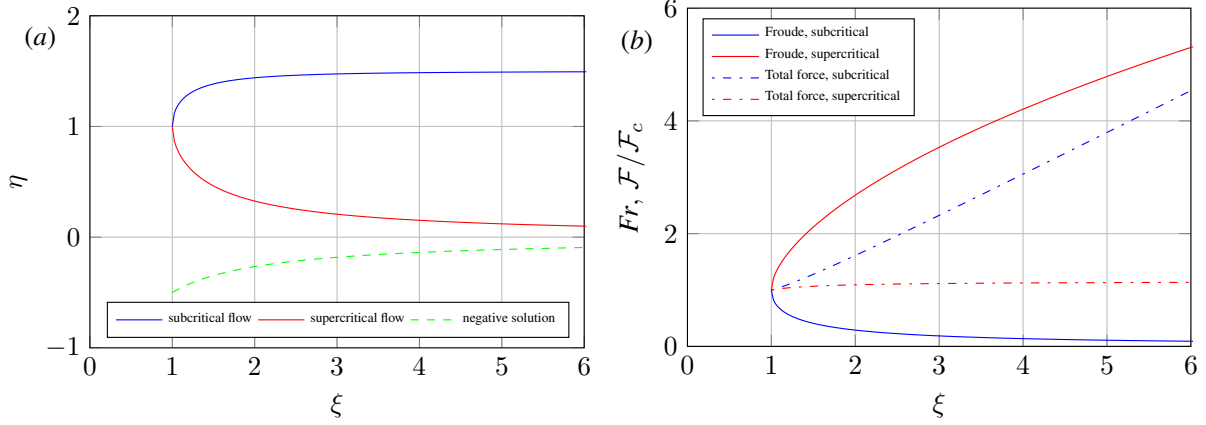 (a)
2
1
0
−1
η
subcritical flow
supercritical flow
negative solution
0 1 2 3 4 5 6
ξ
(b)
6
4
2
0
Fr, F/F_c
Froude, subcritical
Froude, supercritical
Total force, subcritical
Total force, supercritical
0 1 2 3 4 5 6
ξ